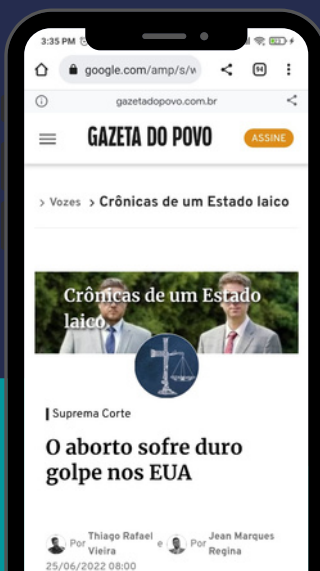 3:35 PM
google.com/amp/s/w
94
gazetadopovo.com.br
GAZETA DO POVO
ASSINE
> Vozes > Crônicas de um Estado laico
Crônicas de um Estado
laico
Suprema Corte
O aborto sofre duro
golpe nos EUA
Por Thiago Rafael Vieira e Por Jean Marques Regina
25/06/2022 08:00